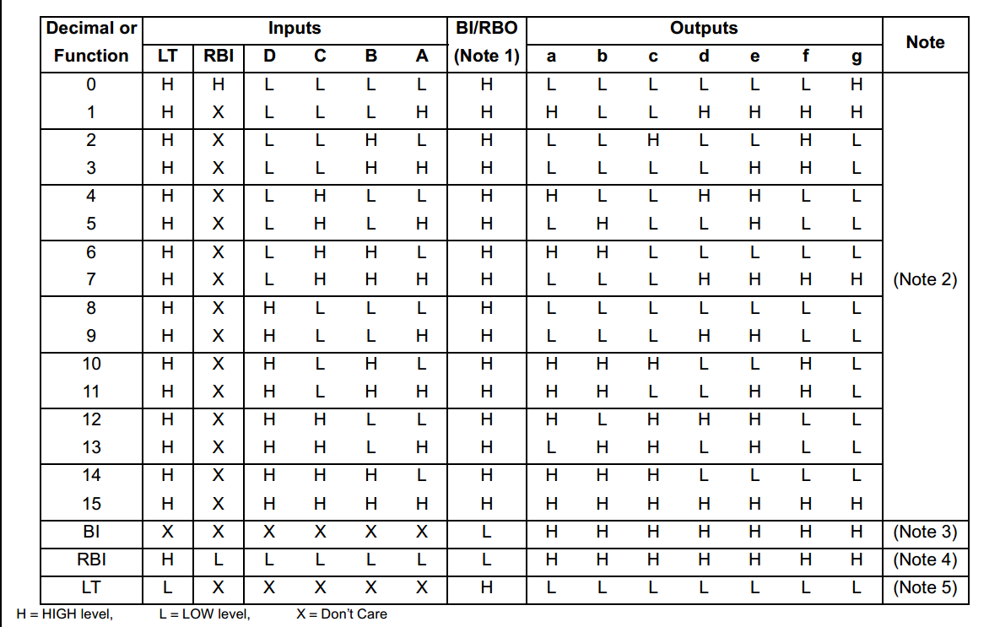 Decimal or Inputs BI/RBO Outputs Note
Function LT RBI D C B A (Note 1) a b c d e f g
0 H H L L L L H L L L L L L H
1 H X L L L H H H L L H H H H
2 H X L L H L H L L H L L H L
3 H X L L H H H L L L L H H L
4 H X L H L L H H L L H H L L
5 H X L H L H H L H L L H L L
6 H X L H H L H H H L L L L L
7 H X L H H H H L L L H H H H (Note 2)
8 H X H L L L H L L L L L L L
9 H X H L L H H L L L H H L L
10 H X H L H L H H H H L L H L
11 H X H L H H H H H L L H H L
12 H X H H L L H H L H H H L L
13 H X H H L H H L H H L H L L
14 H X H H H L H H H H L L L L
15 H X H H H H H H H H H H H H
BI X X X X X X L H H H H H H H (Note 3)
RBI H L L L L L L H H H H H H H (Note 4)
LT L X X X X X H L L L L L L L (Note 5)
H = HIGH level, L = LOW level, X = Don't Care